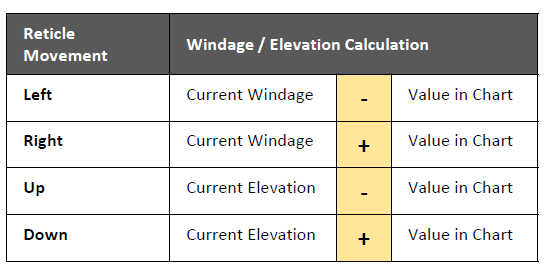 Reticle
Movement
Windage / Elevation Calculation
Left Current Windage - Value in Chart
Right Current Windage + Value in Chart
Up Current Elevation - Value in Chart
Down Current Elevation + Value in Chart